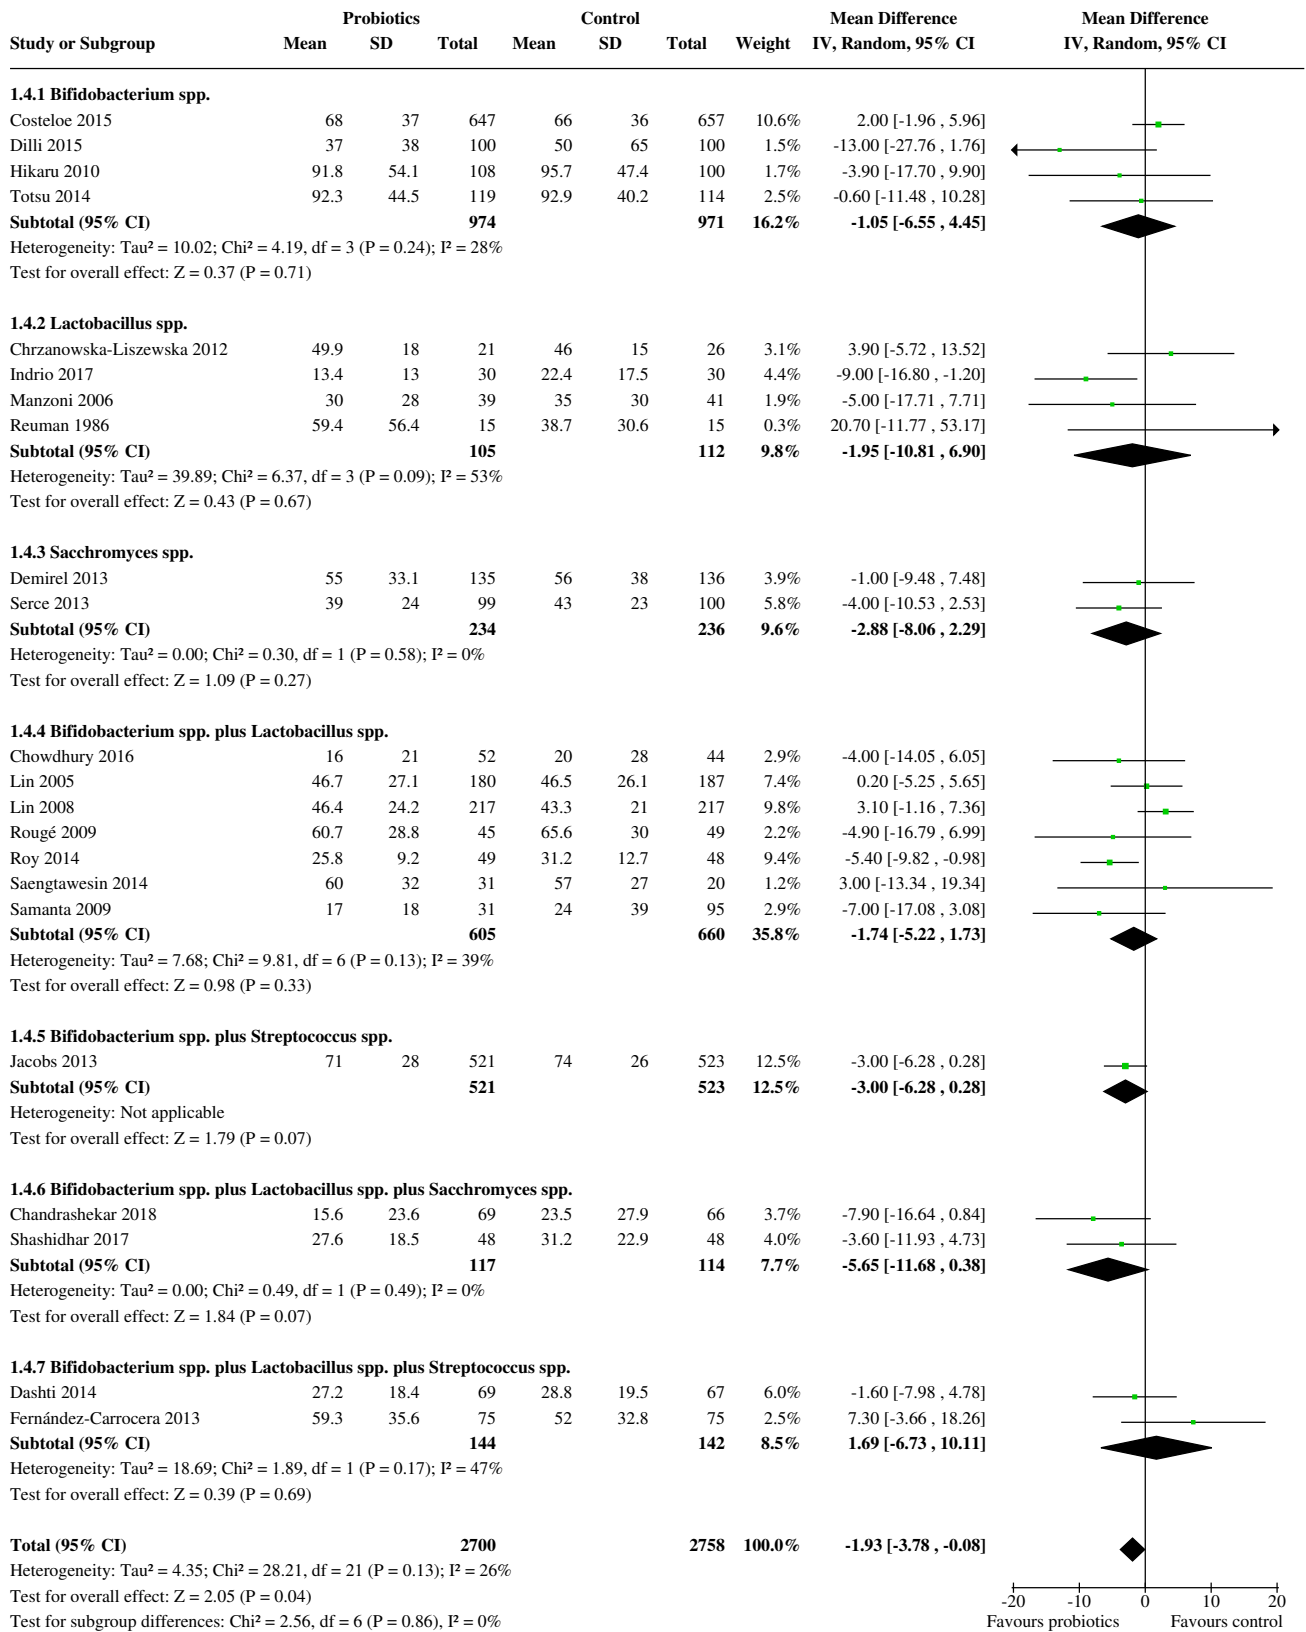 Probiotics Control Mean Difference Mean Difference
Study or Subgroup Mean SD Total Mean SD Total Weight IV, Random, 95% CI IV, Random, 95% CI
1.4.1 Bifidobacterium spp.
Costeloe 2015 68 37 647 66 36 657 10.6% 2.00 [-1.96 , 5.96]
Dilli 2015 37 38 100 50 65 100 1.5% -13.00 [-27.76 , 1.76]
Hikaru 2010 91.8 54.1 108 95.7 47.4 100 1.7% -3.90 [-17.70 , 9.90]
Totsu 2014 92.3 44.5 119 92.9 40.2 114 2.5% -0.60 [-11.48 , 10.28]
Subtotal (95% CI) 974 971 16.2% -1.05 [-6.55 , 4.45]
Heterogeneity: Tau² = 10.02; Chi² = 4.19, df = 3 (P = 0.24); I² = 28%
Test for overall effect: Z = 0.37 (P = 0.71)
1.4.2 Lactobacillus spp.
Chrzanowska-Liszewska 2012 49.9 18 21 46 15 26 3.1% 3.90 [-5.72 , 13.52]
Indrio 2017 13.4 13 30 22.4 17.5 30 4.4% -9.00 [-16.80 , -1.20]
Manzoni 2006 30 28 39 35 30 41 1.9% -5.00 [-17.71 , 7.71]
Reuman 1986 59.4 56.4 15 38.7 30.6 15 0.3% 20.70 [-11.77 , 53.17]
Subtotal (95% CI) 105 112 9.8% -1.95 [-10.81 , 6.90]
Heterogeneity: Tau² = 39.89; Chi² = 6.37, df = 3 (P = 0.09); I² = 53%
Test for overall effect: Z = 0.43 (P = 0.67)
1.4.3 Sacchromyces spp.
Demirel 2013 55 33.1 135 56 38 136 3.9% -1.00 [-9.48 , 7.48]
Serce 2013 39 24 99 43 23 100 5.8% -4.00 [-10.53 , 2.53]
Subtotal (95% CI) 234 236 9.6% -2.88 [-8.06 , 2.29]
Heterogeneity: Tau² = 0.00; Chi² = 0.30, df = 1 (P = 0.58); I² = 0%
Test for overall effect: Z = 1.09 (P = 0.27)
1.4.4 Bifidobacterium spp. plus Lactobacillus spp.
Chowdhury 2016 16 21 52 20 28 44 2.9% -4.00 [-14.05 , 6.05]
Lin 2005 46.7 27.1 180 46.5 26.1 187 7.4% 0.20 [-5.25 , 5.65]
Lin 2008 46.4 24.2 217 43.3 21 217 9.8% 3.10 [-1.16 , 7.36]
Rougé 2009 60.7 28.8 45 65.6 30 49 2.2% -4.90 [-16.79 , 6.99]
Roy 2014 25.8 9.2 49 31.2 12.7 48 9.4% -5.40 [-9.82 , -0.98]
Saengtawesin 2014 60 32 31 57 27 20 1.2% 3.00 [-13.34 , 19.34]
Samanta 2009 17 18 31 24 39 95 2.9% -7.00 [-17.08 , 3.08]
Subtotal (95% CI) 605 660 35.8% -1.74 [-5.22 , 1.73]
Heterogeneity: Tau² = 7.68; Chi² = 9.81, df = 6 (P = 0.13); I² = 39%
Test for overall effect: Z = 0.98 (P = 0.33)
1.4.5 Bifidobacterium spp. plus Streptococcus spp.
Jacobs 2013 71 28 521 74 26 523 12.5% -3.00 [-6.28 , 0.28]
Subtotal (95% CI) 521 523 12.5% -3.00 [-6.28 , 0.28]
Heterogeneity: Not applicable
Test for overall effect: Z = 1.79 (P = 0.07)
1.4.6 Bifidobacterium spp. plus Lactobacillus spp. plus Sacchromyces spp.
Chandrashekar 2018 15.6 23.6 69 23.5 27.9 66 3.7% -7.90 [-16.64 , 0.84]
Shashidhar 2017 27.6 18.5 48 31.2 22.9 48 4.0% -3.60 [-11.93 , 4.73]
Subtotal (95% CI) 117 114 7.7% -5.65 [-11.68 , 0.38]
Heterogeneity: Tau² = 0.00; Chi² = 0.49, df = 1 (P = 0.49); I² = 0%
Test for overall effect: Z = 1.84 (P = 0.07)
1.4.7 Bifidobacterium spp. plus Lactobacillus spp. plus Streptococcus spp.
Dashti 2014 27.2 18.4 69 28.8 19.5 67 6.0% -1.60 [-7.98 , 4.78]
Fernández-Carrocera 2013 59.3 35.6 75 52 32.8 75 2.5% 7.30 [-3.66 , 18.26]
Subtotal (95% CI) 144 142 8.5% 1.69 [-6.73 , 10.11]
Heterogeneity: Tau² = 18.69; Chi² = 1.89, df = 1 (P = 0.17); I² = 47%
Test for overall effect: Z = 0.39 (P = 0.69)
Total (95% CI) 2700 2758 100.0% -1.93 [-3.78 , -0.08]
Heterogeneity: Tau² = 4.35; Chi² = 28.21, df = 21 (P = 0.13); I² = 26%
Test for overall effect: Z = 2.05 (P = 0.04)
-20 -10 0 10 20
Test for subgroup differences: Chi² = 2.56, df = 6 (P = 0.86), I² = 0%
Favours probiotics Favours control